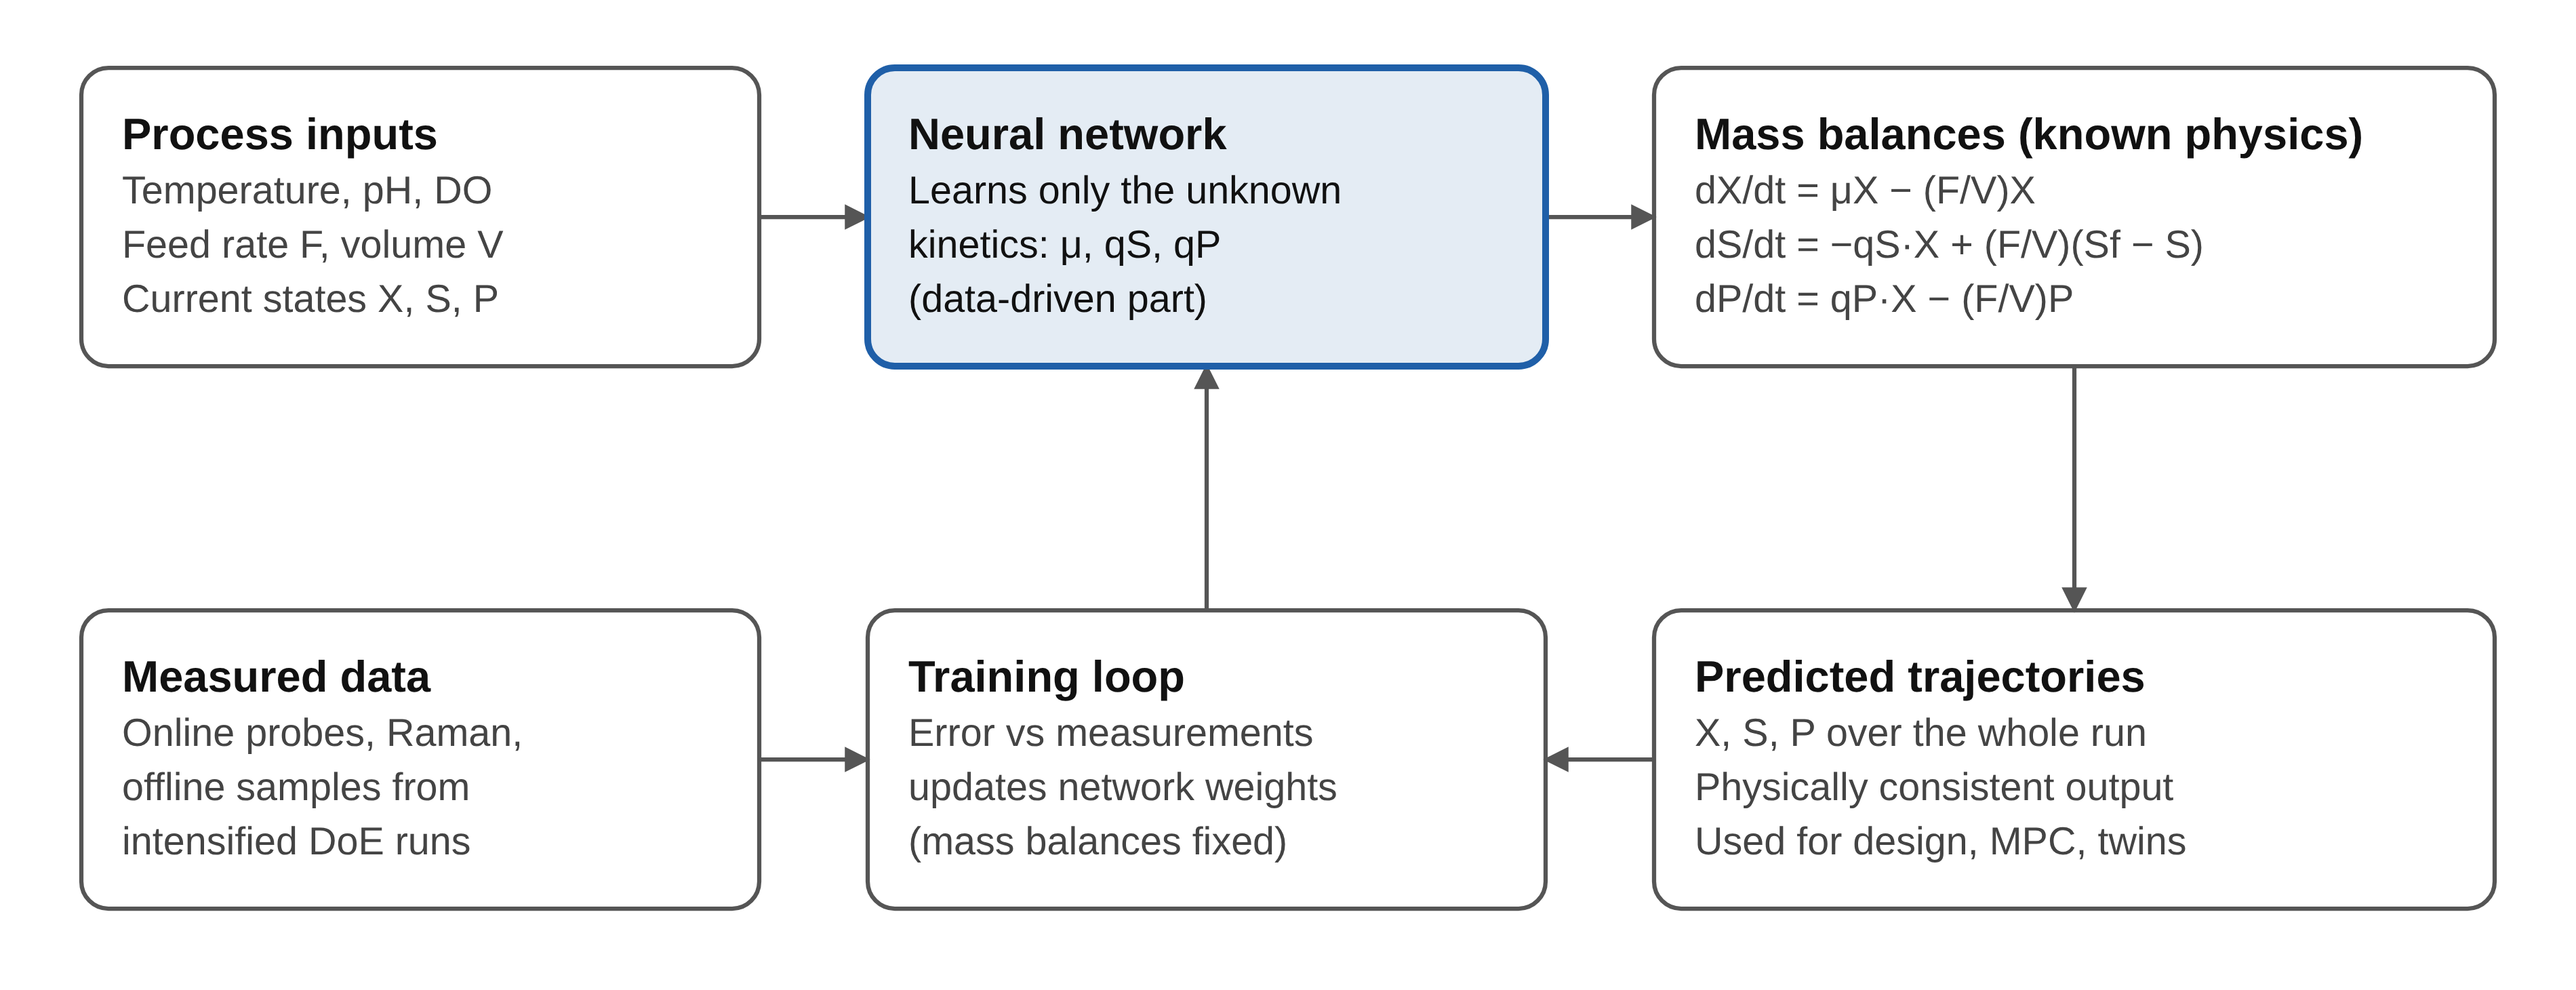 Process inputs
Temperature, pH, DO
Feed rate F, volume V
Current states X, S, P
Neural network
Learns only the unknown
kinetics: μ, qS, qP
(data-driven part)
Mass balances (known physics)
dX/dt = μX − (F/V)X
dS/dt = −qS·X + (F/V)(Sf − S)
dP/dt = qP·X − (F/V)P
Measured data
Online probes, Raman,
offline samples from
intensified DoE runs
Training loop
Error vs measurements
updates network weights
(mass balances fixed)
Predicted trajectories
X, S, P over the whole run
Physically consistent output
Used for design, MPC, twins